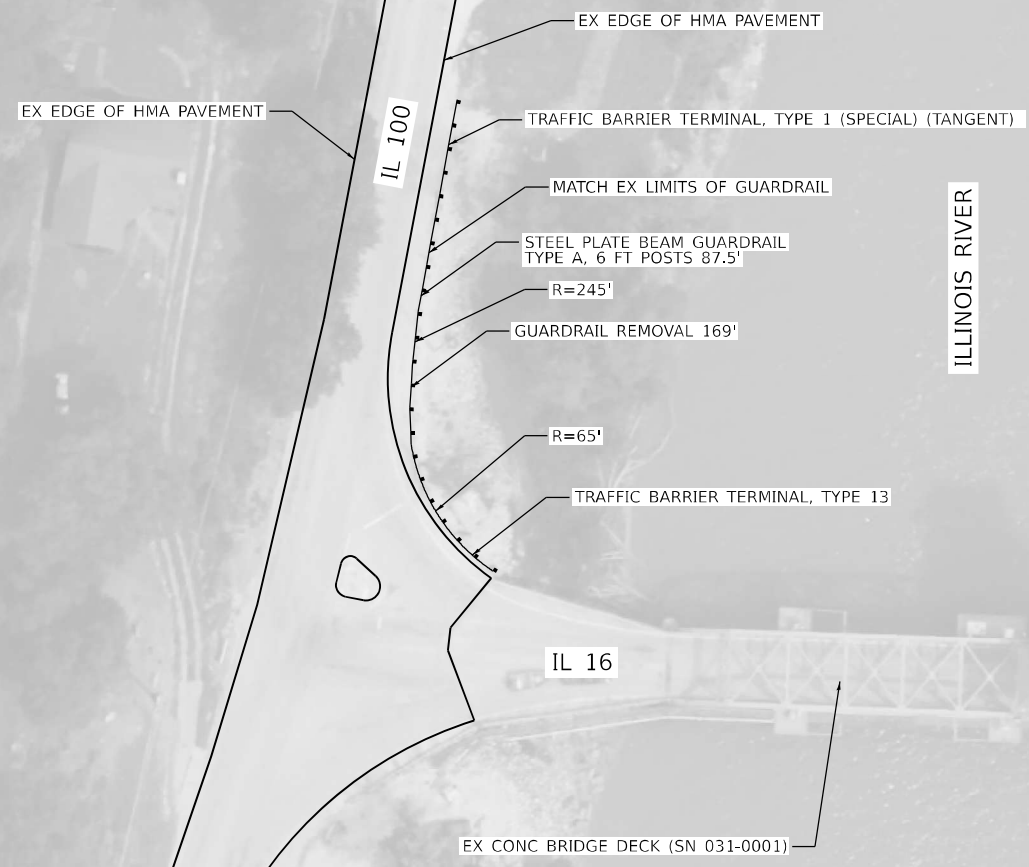 EX EDGE OF HMA PAVEMENT
EX EDGE OF HMA PAVEMENT
TRAFFIC BARRIER TERMINAL, TYPE 1 (SPECIAL) (TANGENT)
IL 100
MATCH EX LIMITS OF GUARDRAIL
ILLINOIS RIVER
STEEL PLATE BEAM GUARDRAIL
TYPE A, 6 FT POSTS 87.5'
R=245'
GUARDRAIL REMOVAL 169'
R=65'
TRAFFIC BARRIER TERMINAL, TYPE 13
IL 16
EX CONC BRIDGE DECK (SN 031-0001)